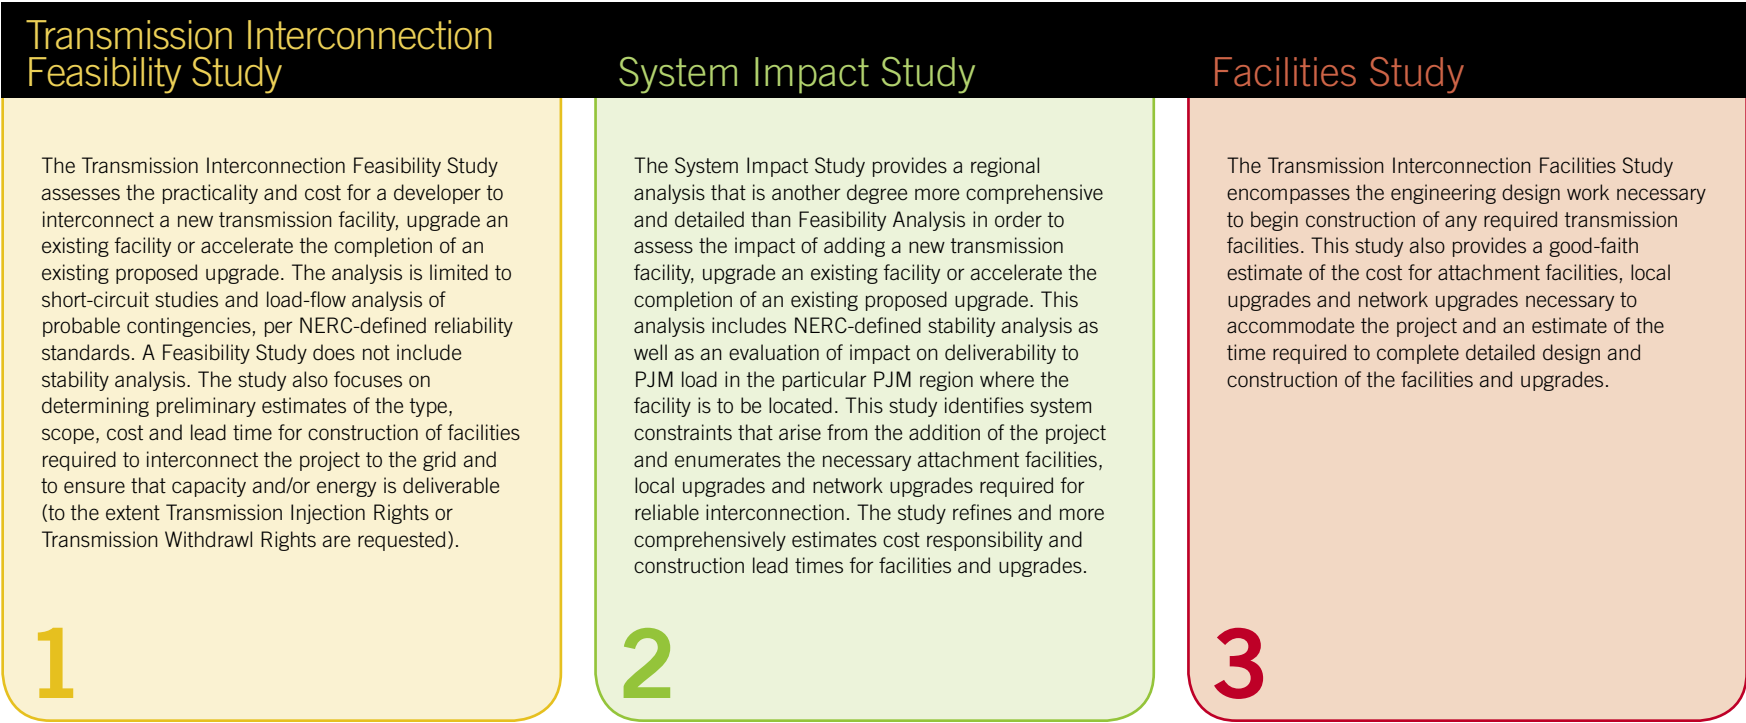 Transmission Interconnection
Feasibility Study
The Transmission Interconnection Feasibility Study
assesses the practicality and cost for a developer to
interconnect a new transmission facility, upgrade an
existing facility or accelerate the completion of an
existing proposed upgrade. The analysis is limited to
short-circuit studies and load-flow analysis of
probable contingencies, per NERC-defined reliability
standards. A Feasibility Study does not include
stability analysis. The study also focuses on
determining preliminary estimates of the type,
scope, cost and lead time for construction of facilities
required to interconnect the project to the grid and
to ensure that capacity and/or energy is deliverable
(to the extent Transmission Injection Rights or
Transmission Withdrawl Rights are requested).
1
System Impact Study
The System Impact Study provides a regional
analysis that is another degree more comprehensive
and detailed than Feasibility Analysis in order to
assess the impact of adding a new transmission
facility, upgrade an existing facility or accelerate the
completion of an existing proposed upgrade. This
analysis includes NERC-defined stability analysis as
well as an evaluation of impact on deliverability to
PJM load in the particular PJM region where the
facility is to be located. This study identifies system
constraints that arise from the addition of the project
and enumerates the necessary attachment facilities,
local upgrades and network upgrades required for
reliable interconnection. The study refines and more
comprehensively estimates cost responsibility and
construction lead times for facilities and upgrades.
2
Facilities Study
The Transmission Interconnection Facilities Study
encompasses the engineering design work necessary
to begin construction of any required transmission
facilities. This study also provides a good-faith
estimate of the cost for attachment facilities, local
upgrades and network upgrades necessary to
accommodate the project and an estimate of the
time required to complete detailed design and
construction of the facilities and upgrades.
3